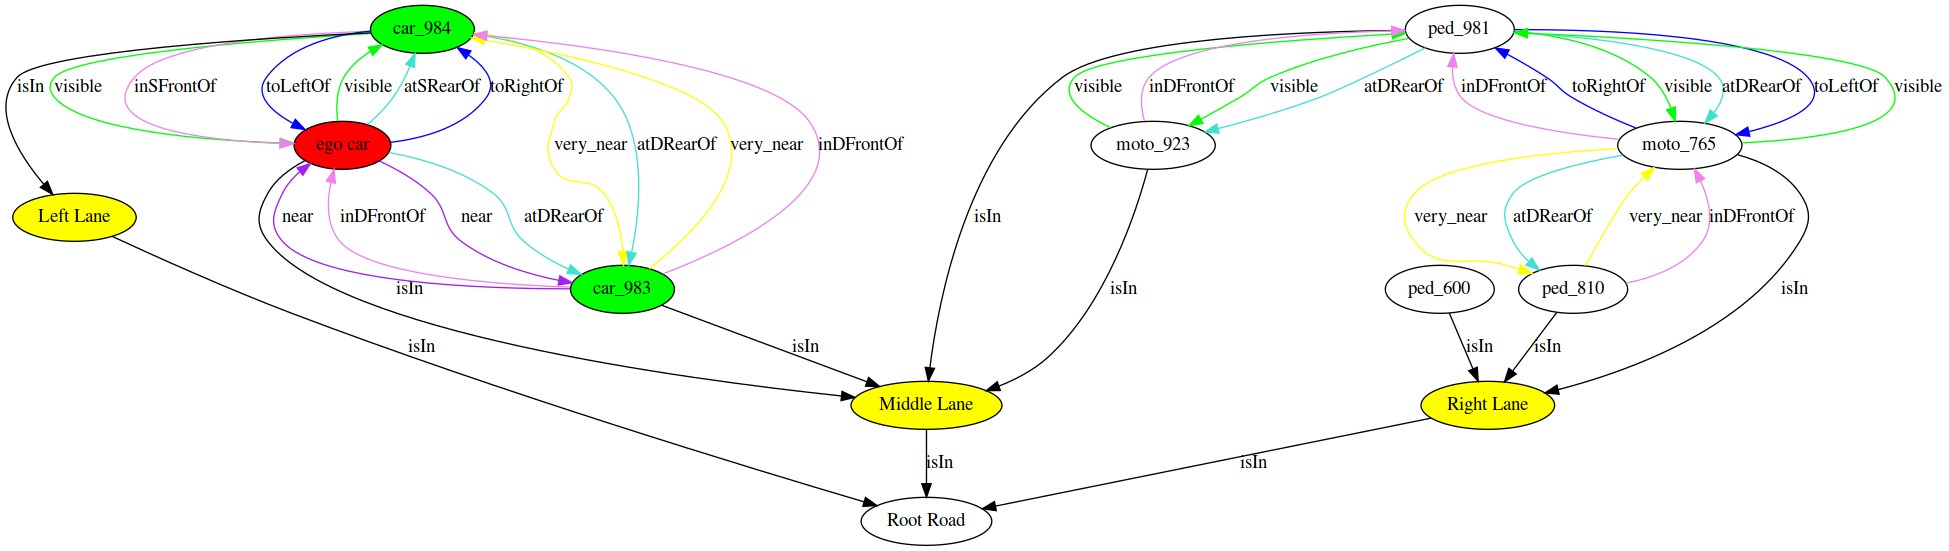 car_984
ped_981
isIn
visible
inSFrontOf
toLeftOf
visible
atSRearOf
toRightOf
visible
inDFrontOf
visible
atDRearOf
inDFrontOf
toRightOf
visible
atDRearOf
toLeftOf
visible
ego car
very_near
atDRearOf
very_near
inDFrontOf
moto_923
moto_765
Left Lane
near
inDFrontOf
near
atDRearOf
isIn
very_near
atDRearOf
very_near
inDFrontOf
isIn
car_983
isIn
ped_600
ped_810
isIn
isIn
isIn
isIn
isIn
Middle Lane
Right Lane
isIn
isIn
Root Road